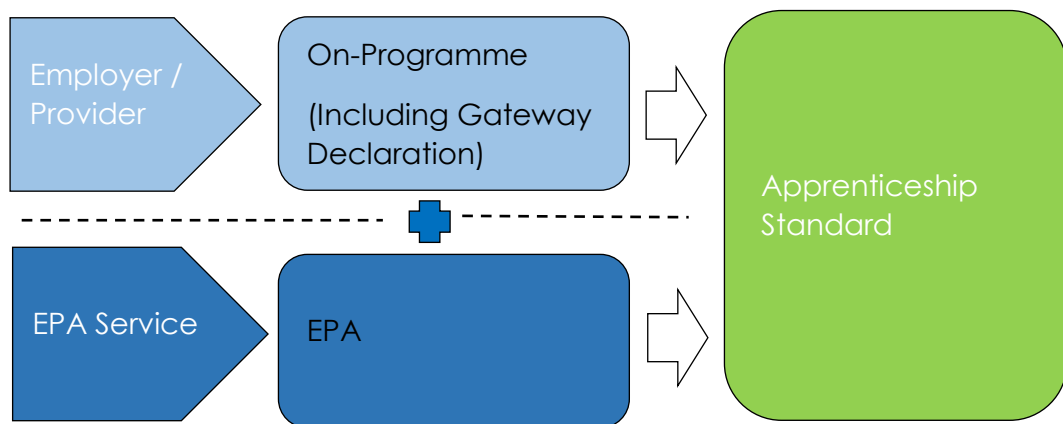 Employer /
Provider
On-Programme
(Including Gateway
Declaration)
Apprenticeship
Standard
EPA Service
EPA